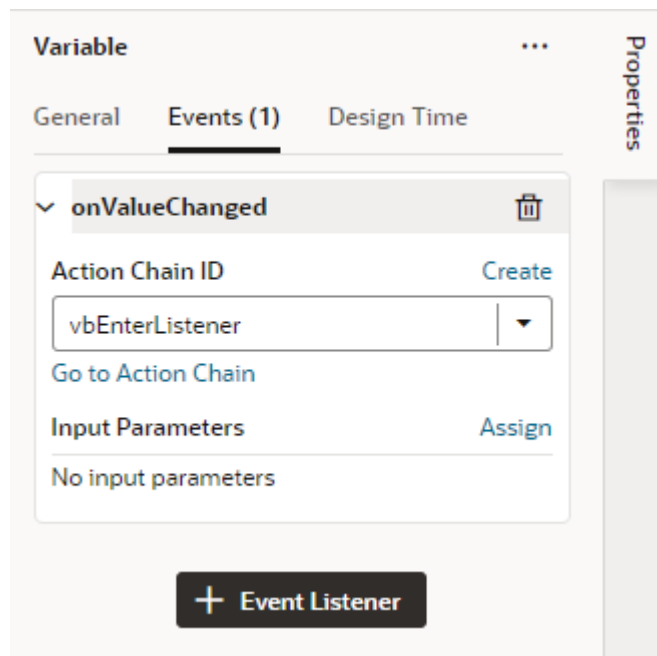 Variable
Properties
General Events (1) Design Time
onValueChanged
Action Chain ID Create
vbEnterListener
Go to Action Chain
Input Parameters Assign
No input parameters
+ Event Listener